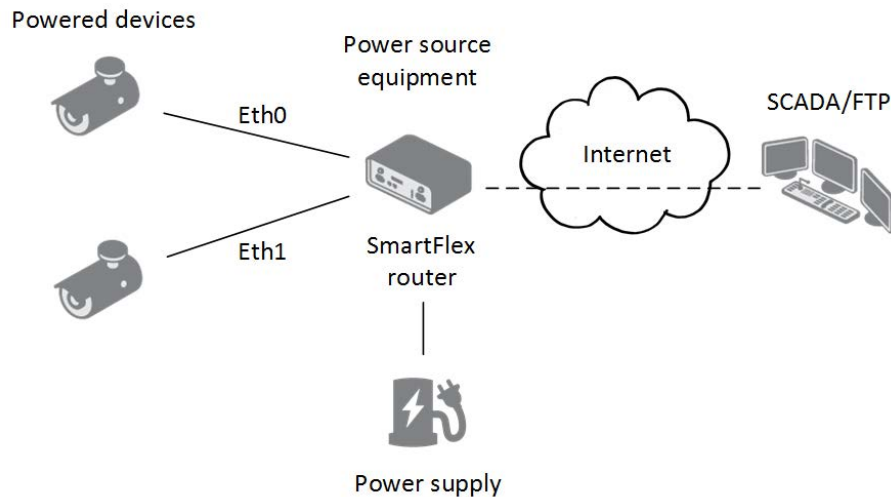 Powered devices
Power source
equipment
SCADA/FTP
Eth0
Internet
Eth1
SmartFlex
router
Power supply